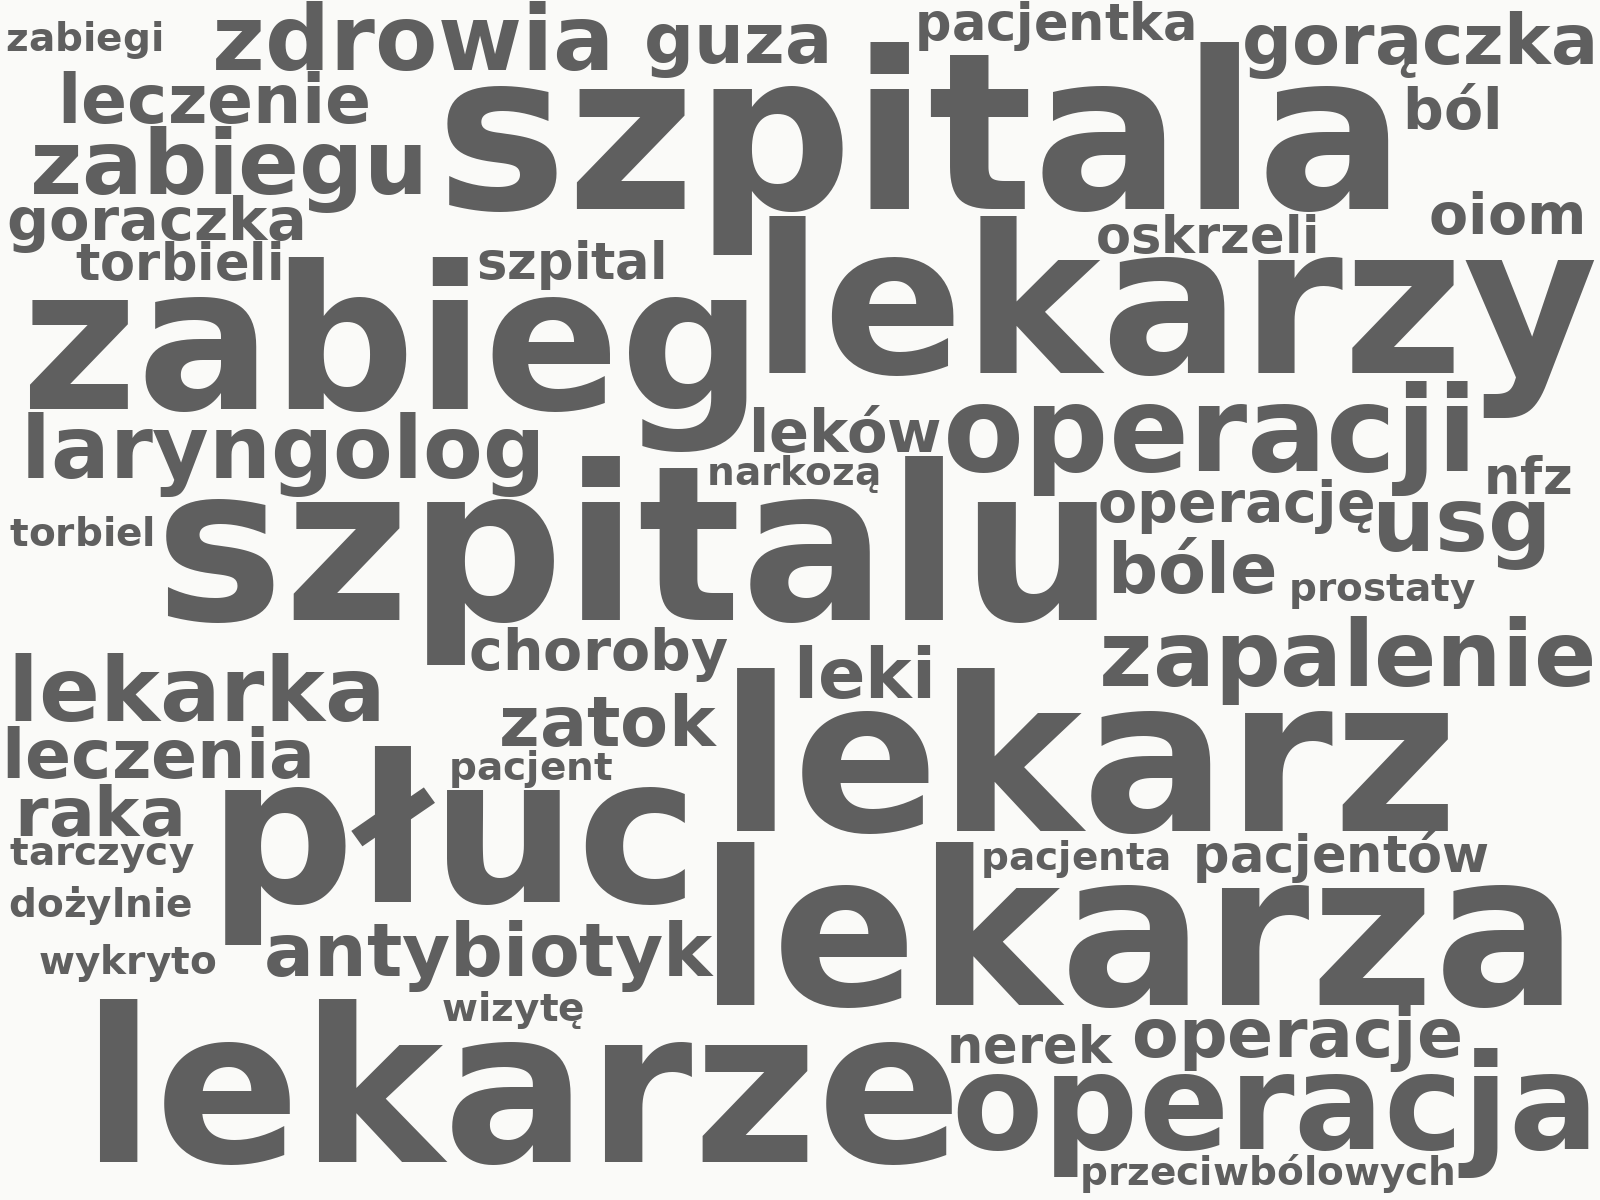 zabiegi zdrowia guza pacjentka gorączka
leczenie szpitala ból
zabiegu
goraczka oiom
torbieli szpital oskrzeli
zabieg lekarzy
laryngolog leków operacji
narkozą nfz
torbiel szpitalu operację usg
bóle prostaty
choroby zapalenie
lekarka leki
zatok lekarz
leczenia pacjent
raka płuc
tarczycy pacjenta pacjentów
dożylnie lekarza
wykryto antybiotyk
wizytę
lekarze nerek operacje
operacja
przeciwbólowych